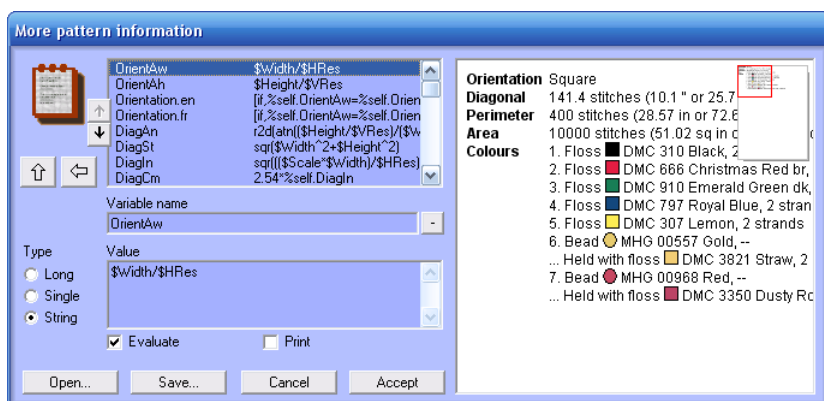 More pattern information
OrientAw $Width/$HRes
OrientAh $Height/$VRes
Orientation.en [if,%self.OrientAw=%self.Orien
Orientation.fr [if,%self.OrientAw=%self.Orien
DiagAn r2d(atn(($Height/$VRes)/($W
DiagSt sqr($Width^2+$Height^2)
DiagIn sqr((($Scale*$Width)/$HRes)
DiagCm 2.54*%self.DiagIn
Variable name
OrientAw
-
Type
Long
Single
String
Value
$Width/$HRes
Evaluate Print
Open... Save... Cancel Accept
Orientation Square
Diagonal 141.4 stitches (10.1 " or 25.7
Perimeter 400 stitches (28.57 in or 72.6
Area 10000 stitches (51.02 sq in
Colours 1. Floss DMC 310 Black, 2
2. Floss DMC 666 Christmas Red br,
3. Floss DMC 910 Emerald Green dk,
4. Floss DMC 797 Royal Blue, 2 stran
5. Floss DMC 307 Lemon, 2 strands
6. Bead MHG 00557 Gold, --
... Held with floss DMC 3821 Straw, 2
7. Bead MHG 00968 Red, --
... Held with floss DMC 3350 Dusty Ro